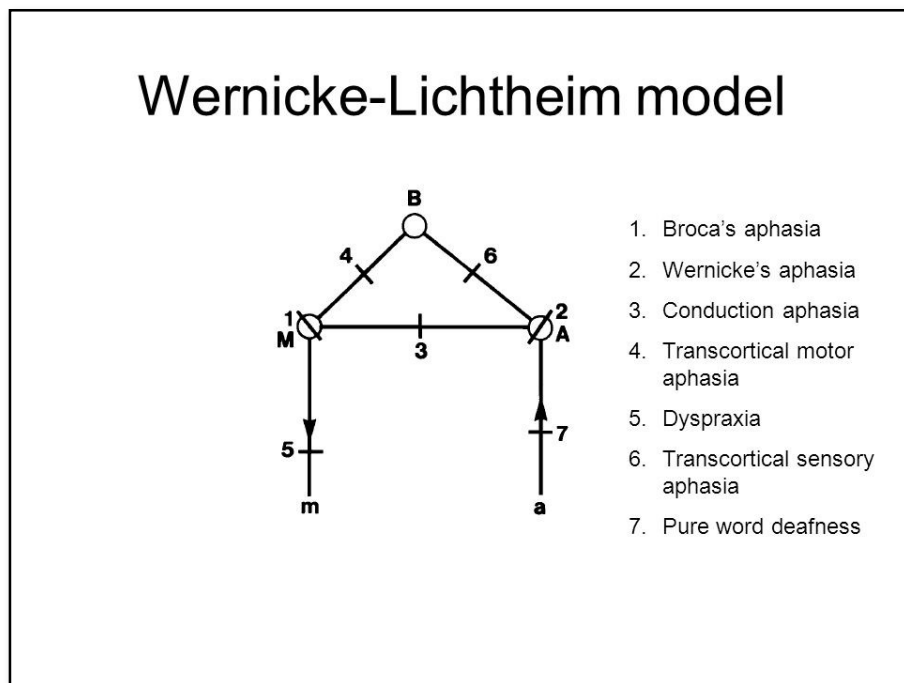 Wernicke-Lichtheim model
B
4
6
1
M
3
2
A
5
7
m
a
1. Broca's aphasia
2. Wernicke's aphasia
3. Conduction aphasia
4. Transcortical motor
aphasia
5. Dyspraxia
6. Transcortical sensory
aphasia
7. Pure word deafness